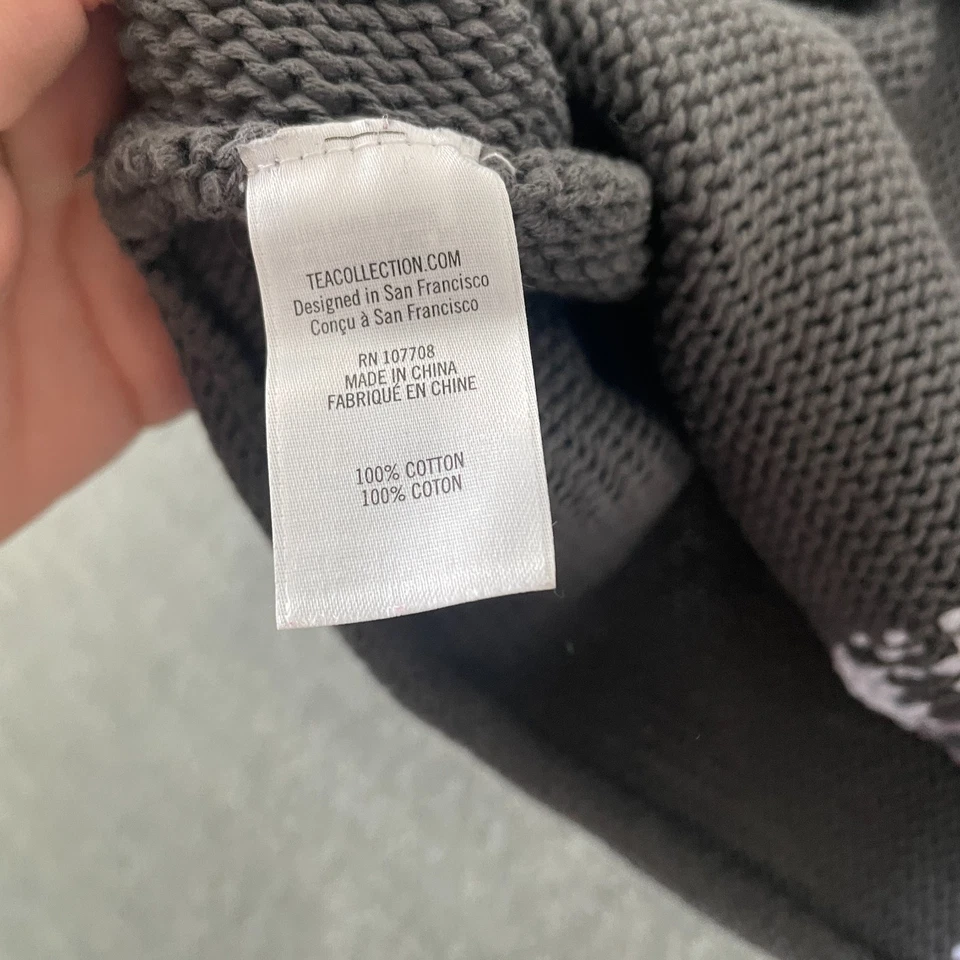 TEACOLLECTION.COM
Designed in San Francisco
Conçu à San Francisco
RN 107708
MADE IN CHINA
FABRIQUÉ EN CHINE
100% COTTON
100% COTON